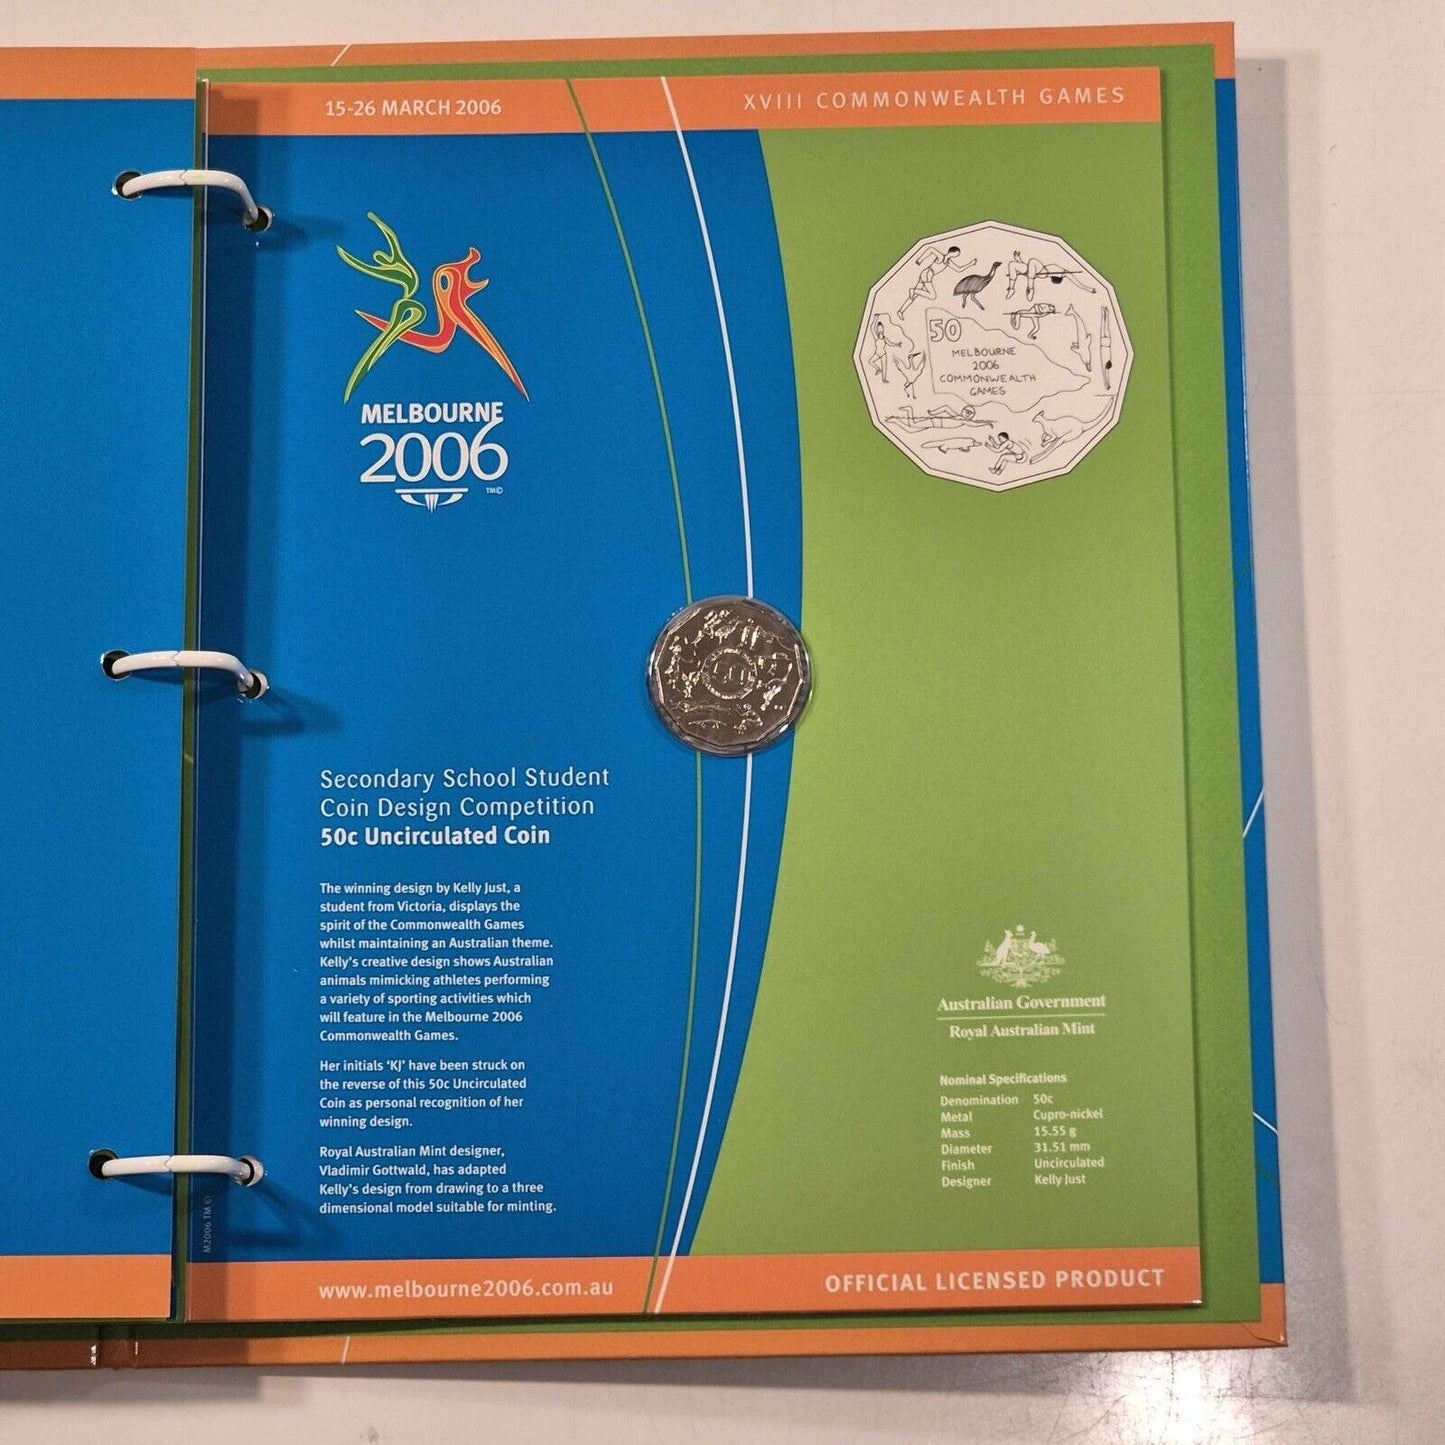 15-26 MARCH 2006
XVIII COMMONWEALTH GAMES
MELBOURNE
2006
TM©
50
MELBOURNE
2006
COMMONWEALTH
GAMES
50
Secondary School Student
Coin Design Competition
50c Uncirculated Coin
The winning design by Kelly Just, a
student from Victoria, displays the
spirit of the Commonwealth Games
whilst maintaining an Australian theme.
Kelly's creative design shows Australian
animals mimicking athletes performing
a variety of sporting activities which
will feature in the Melbourne 2006
Commonwealth Games.
Her initials 'KJ' have been struck on
the reverse of this 50c Uncirculated
Coin as personal recognition of her
winning design.
Royal Australian Mint designer,
Vladimir Gottwald, has adapted
Kelly's design from drawing to a three
dimensional model suitable for minting.
Australian Government
Royal Australian Mint
Nominal Specifications
Denomination 50c
Metal Cupro-nickel
Mass 15.55 g
Diameter 31.51 mm
Finish Uncirculated
Designer Kelly Just
M2006 TM ©
www.melbourne2006.com.au
OFFICIAL LICENSED PRODUCT